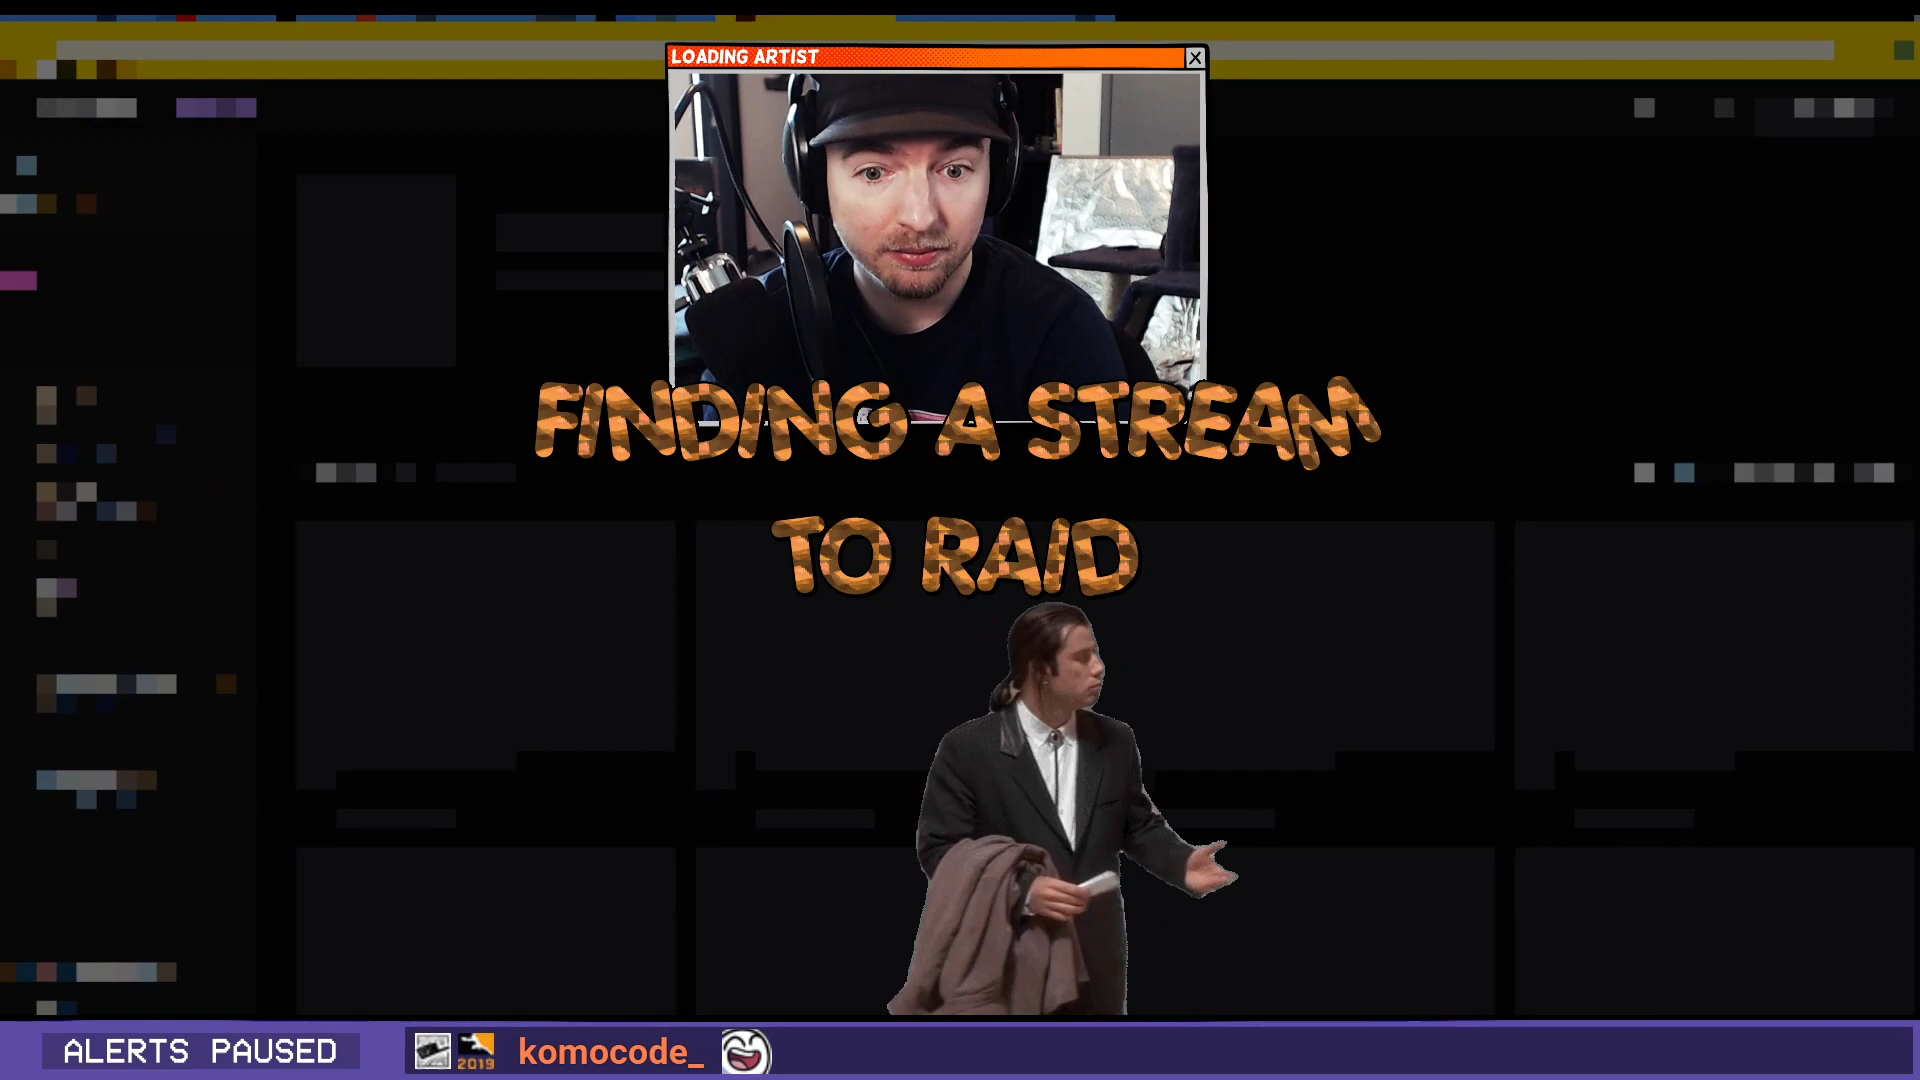 LOADING ARTIST
X
FINDING A STREAM
TO RAID
ALERTS PAUSED
2019
komocode_